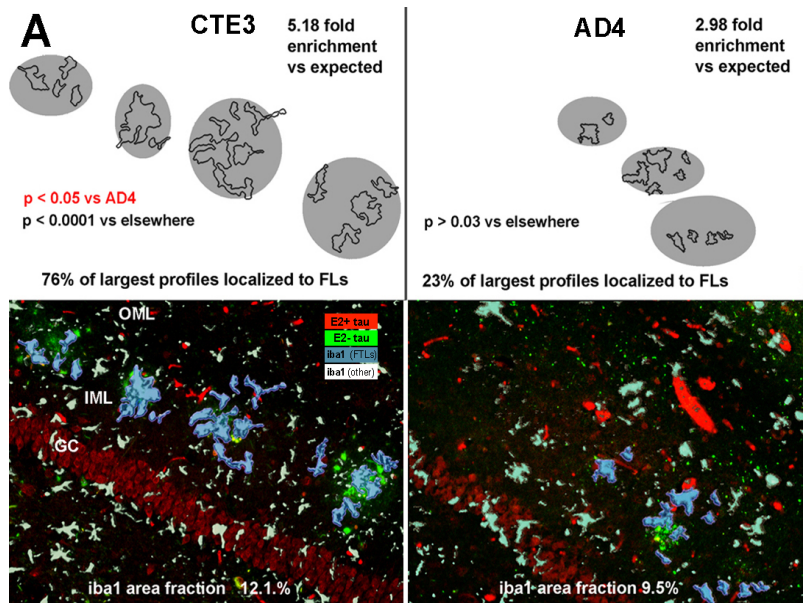 A
CTE3
5.18 fold
enrichment
vs expected
p < 0.05 vs AD4
p < 0.0001 vs elsewhere
76% of largest profiles localized to FLs
AD4
2.98 fold
enrichment
vs expected
p > 0.03 vs elsewhere
23% of largest profiles localized to FLs
OML
IML
GC
E2+ tau
E2- tau
iba1 (FTLs)
iba1 (other)
iba1 area fraction 12.1.%
iba1 area fraction 9.5%